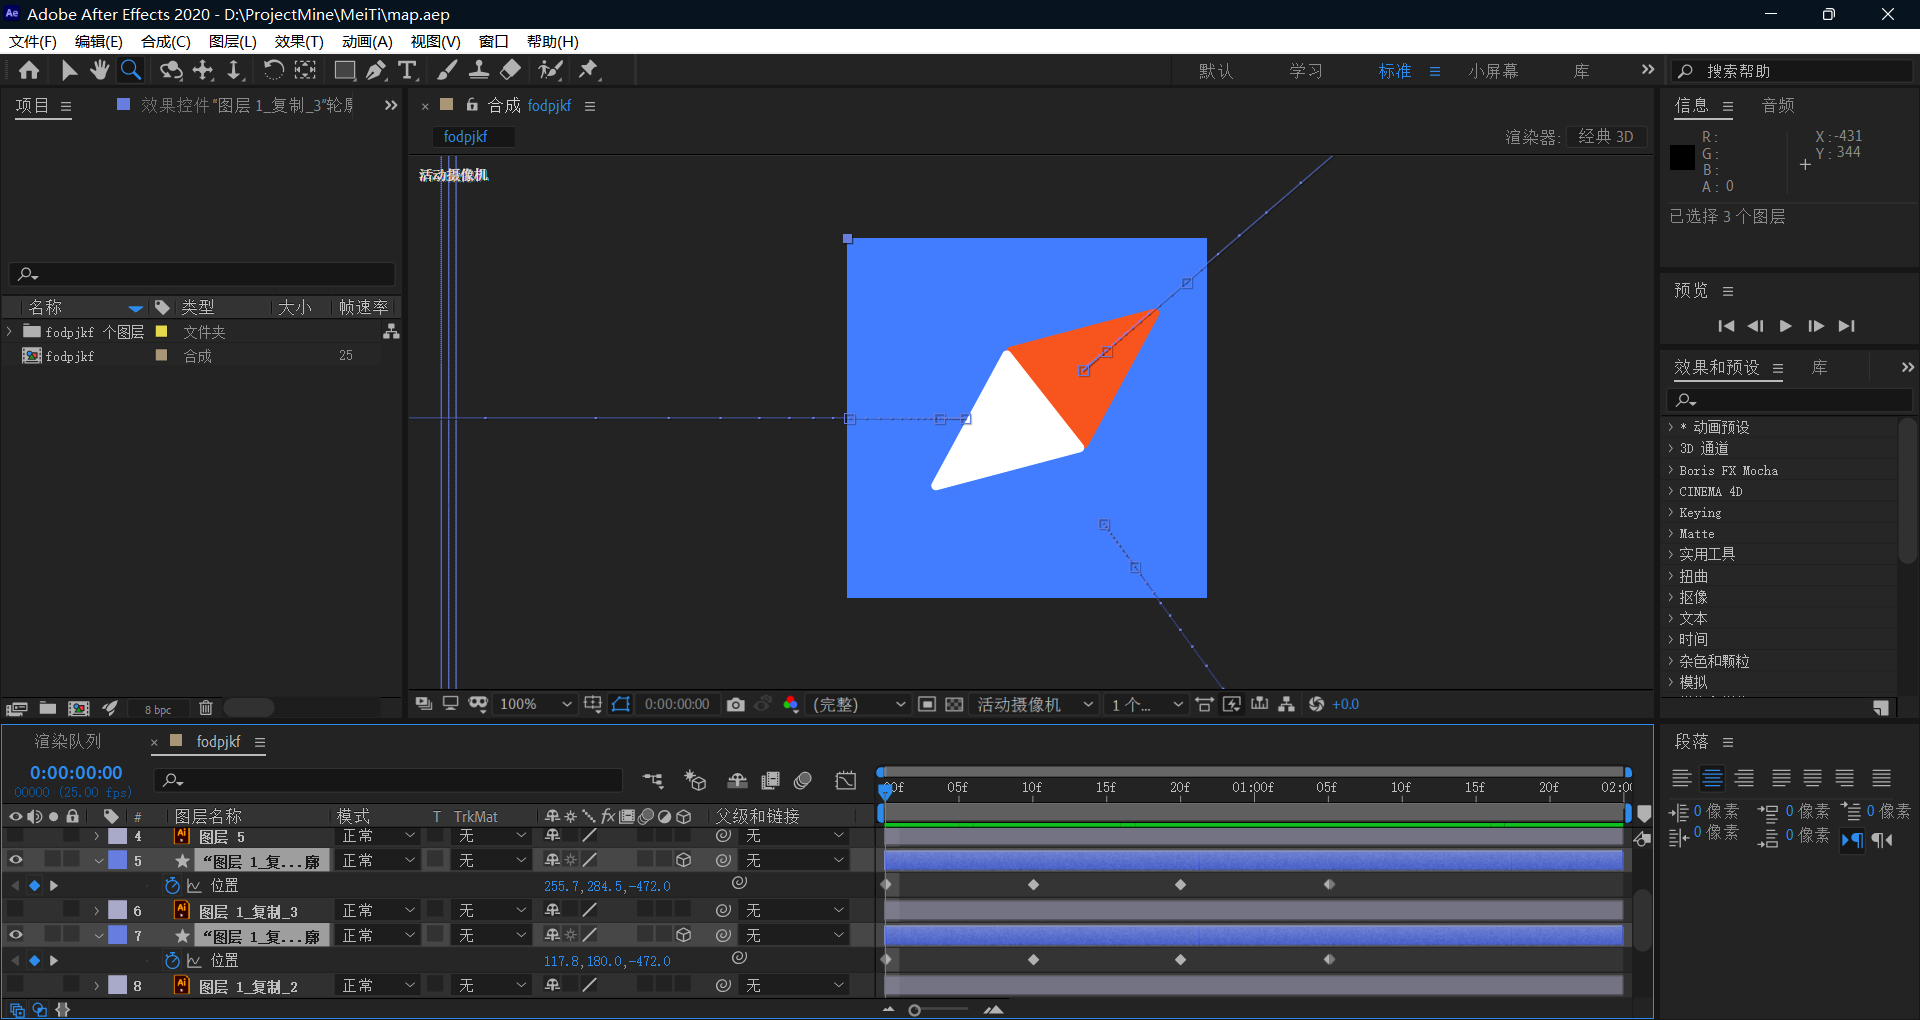 Adobe After Effects 2020 - D:\ProjectMine\MeiTi\map.aep
文件(F) 编辑(E) 合成(C) 图层(L) 效果(T) 动画(A) 视图(V) 窗口 帮助(H)
默认 学习 标准 小屏幕 库 搜索帮助
项目 效果控件“图层 1_复制_3”轮廓
合成 fodpjkf
fodpjkf
渲染器: 经典 3D
活动摄像机
信息 音频
R: X: -431
G: Y: 344
B:
A: 0
已选择 3 个图层
预览
效果和预设 库
* 动画预设
3D 通道
Boris FX Mocha
CINEMA 4D
Keying
Matte
实用工具
扭曲
抠像
文本
时间
杂色和颗粒
模拟
名称 类型 大小 帧速率
fodpjkf 个图层 文件夹
fodpjkf 合成 25
8 bpc
100% 0:00:00:00 (完整) 活动摄像机 1 个... +0.0
渲染队列 fodpjkf
0:00:00:00
00000 (25.00 fps)
00f 05f 10f 15f 20f 01:00f 05f 10f 15f 20f 02:00
# 图层名称 模式 T TrkMat 父级和链接
4 Ai 图层 5 正常 无 无
5 “图层 1_复...廓 正常 无 无
位置 255.7,284.5,-472.0
6 Ai 图层 1_复制_3 正常 无 无
7 “图层 1_复...廓 正常 无 无
位置 117.8,180.0,-472.0
8 Ai 图层 1_复制_2 正常 无 无
段落
0 像素 0 像素 0 像素
0 像素 0 像素